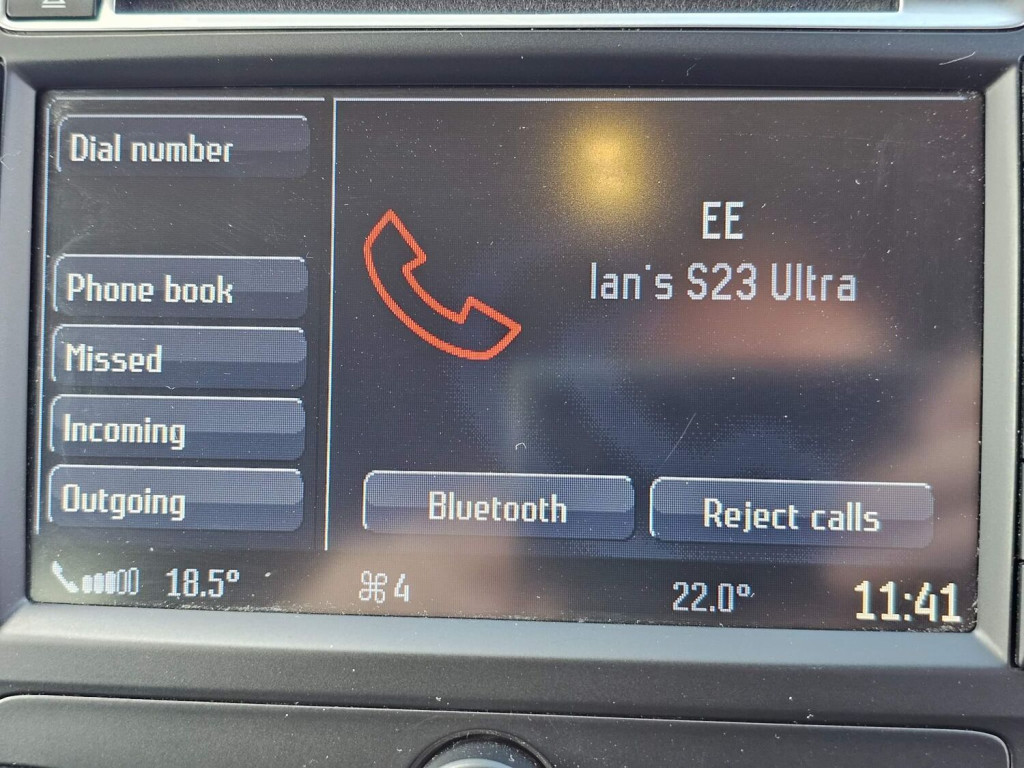 Dial number
Phone book
Missed
Incoming
Outgoing
EE
Ian's S23 Ultra
Bluetooth
Reject calls
18.5° 4 22.0° 11:41